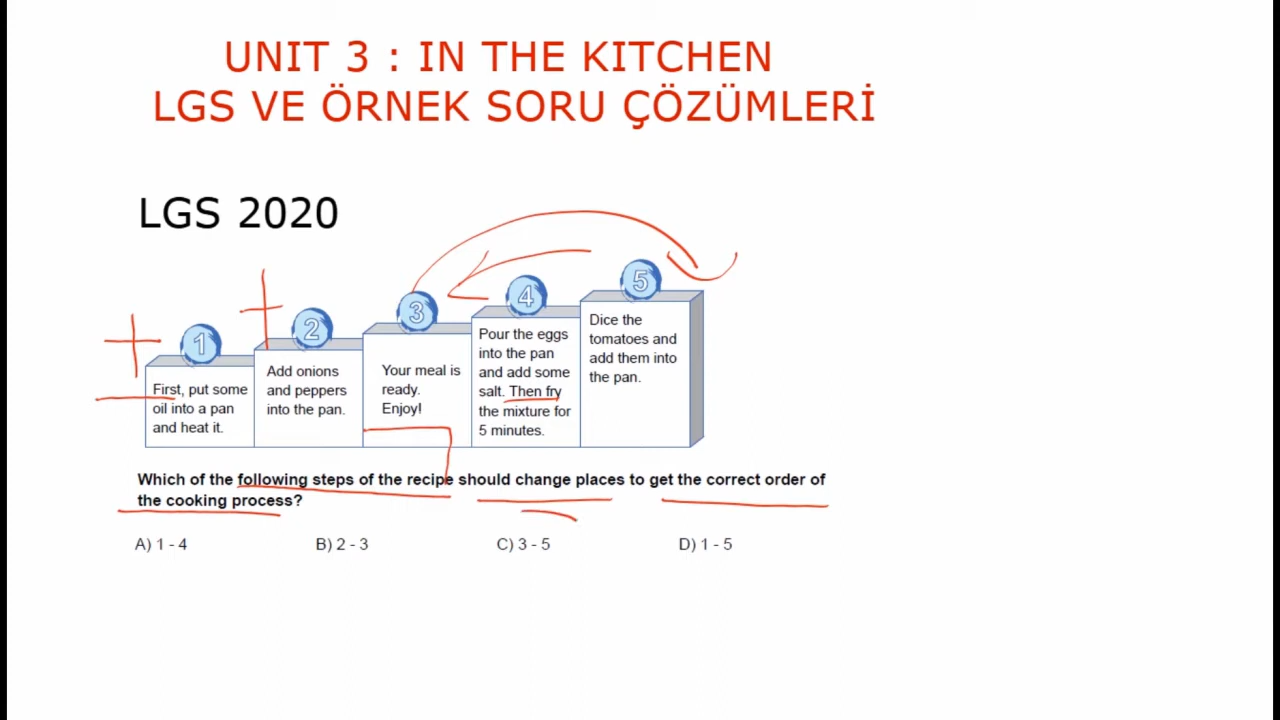 UNIT 3 : IN THE KITCHEN
LGS VE ÖRNEK SORU ÇÖZÜMLERİ
LGS 2020
1
First, put some
oil into a pan
and heat it.
2
Add onions
and peppers
into the pan.
3
Your meal is
ready.
Enjoy!
4
Pour the eggs
into the pan
and add some
salt. Then fry
the mixture for
5 minutes.
5
Dice the
tomatoes and
add them into
the pan.
Which of the following steps of the recipe should change places to get the correct order of
the cooking process?
A) 1 - 4 B) 2 - 3 C) 3 - 5 D) 1 - 5